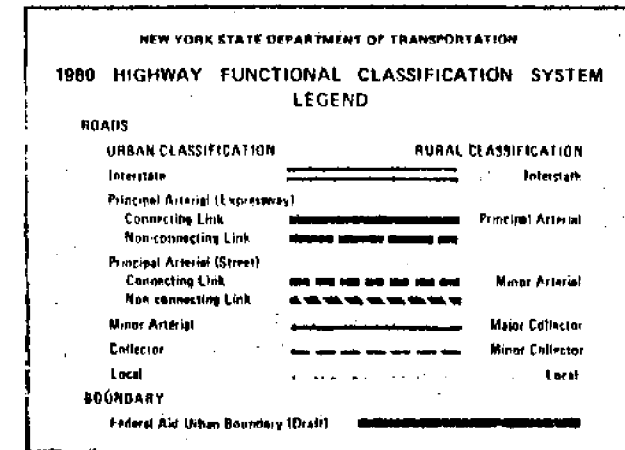 NEW YORK STATE DEPARTMENT OF TRANSPORTATION
1980 HIGHWAY FUNCTIONAL CLASSIFICATION SYSTEM
LEGEND
ROADS
URBAN CLASSIFICATION RURAL CLASSIFICATION
Interstate Interstate
Principal Arterial (Expressway)
Connecting Link Principal Arterial
Non-connecting Link
Principal Arterial (Street)
Connecting Link Minor Arterial
Non connecting Link
Minor Arterial Major Collector
Collector Minor Collector
Local Local
BOUNDARY
Federal Aid Urban Boundary (Draft)